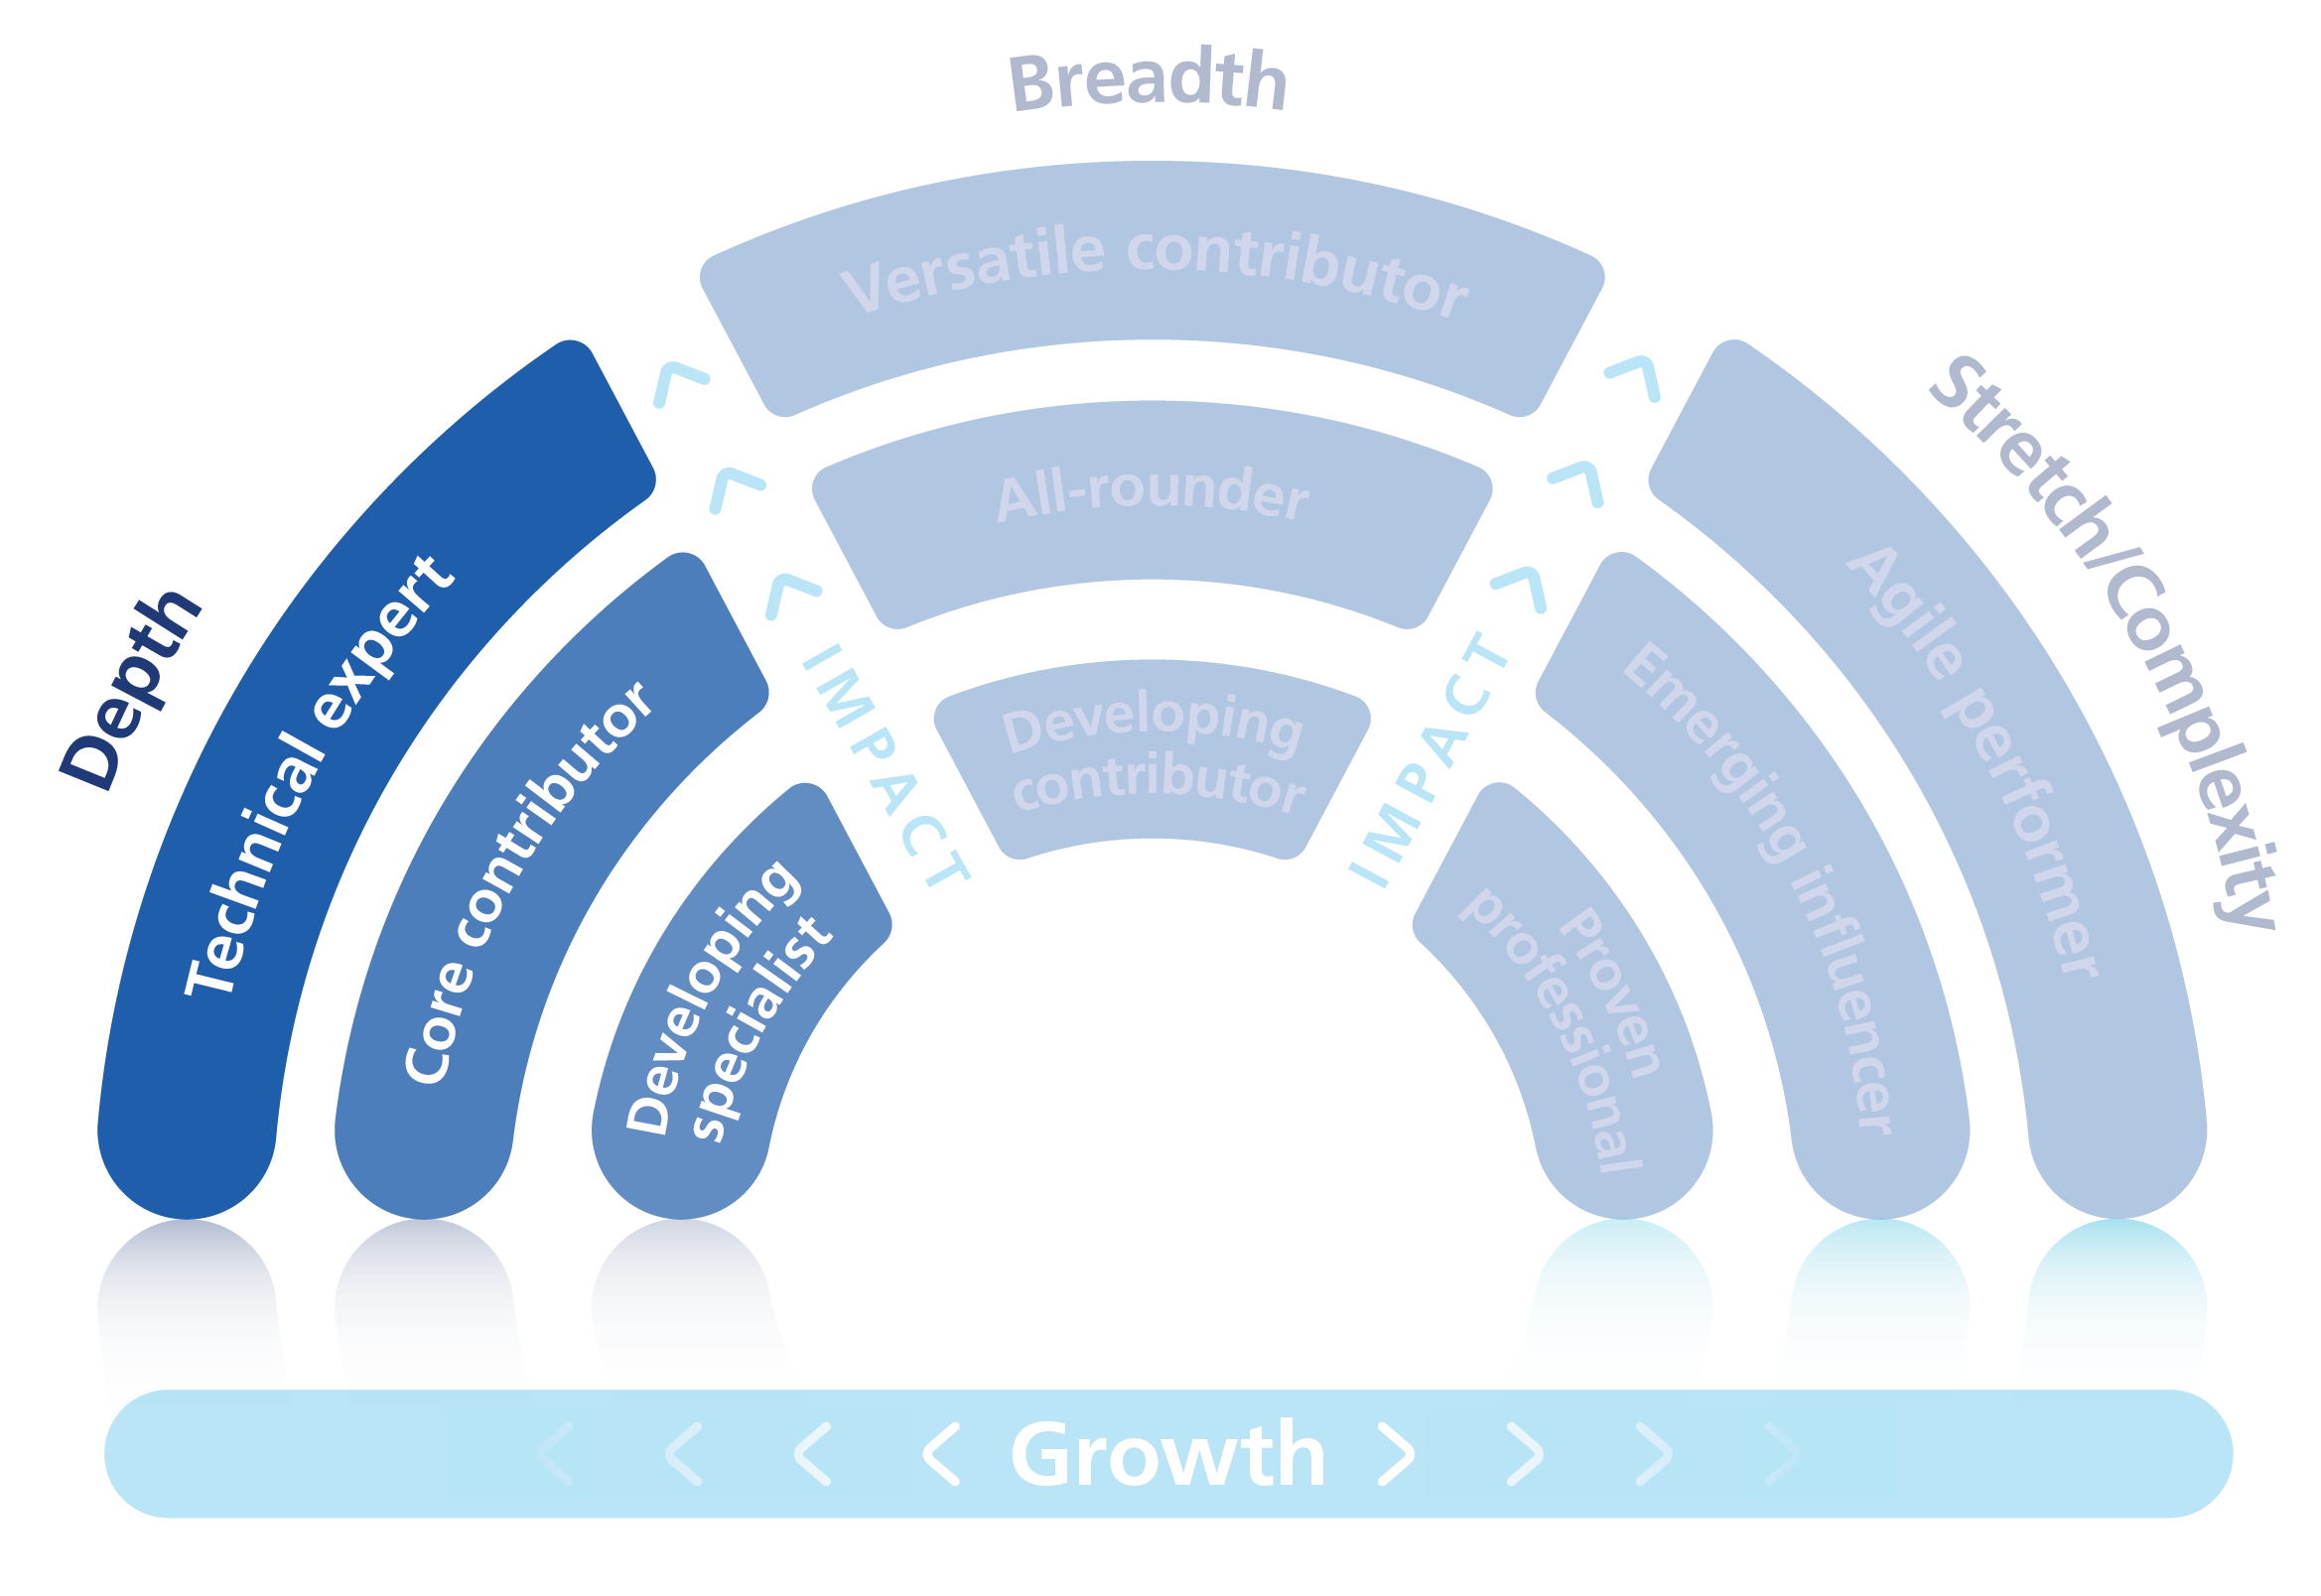 Breadth
Versatile contributor
All-rounder
Developing
contributor
Depth
Technical expert
Core contributor
Developing
specialist
IMPACT
IMPACT
Stretch/Complexity
Agile performer
Emerging influencer
Proven
professional
Growth